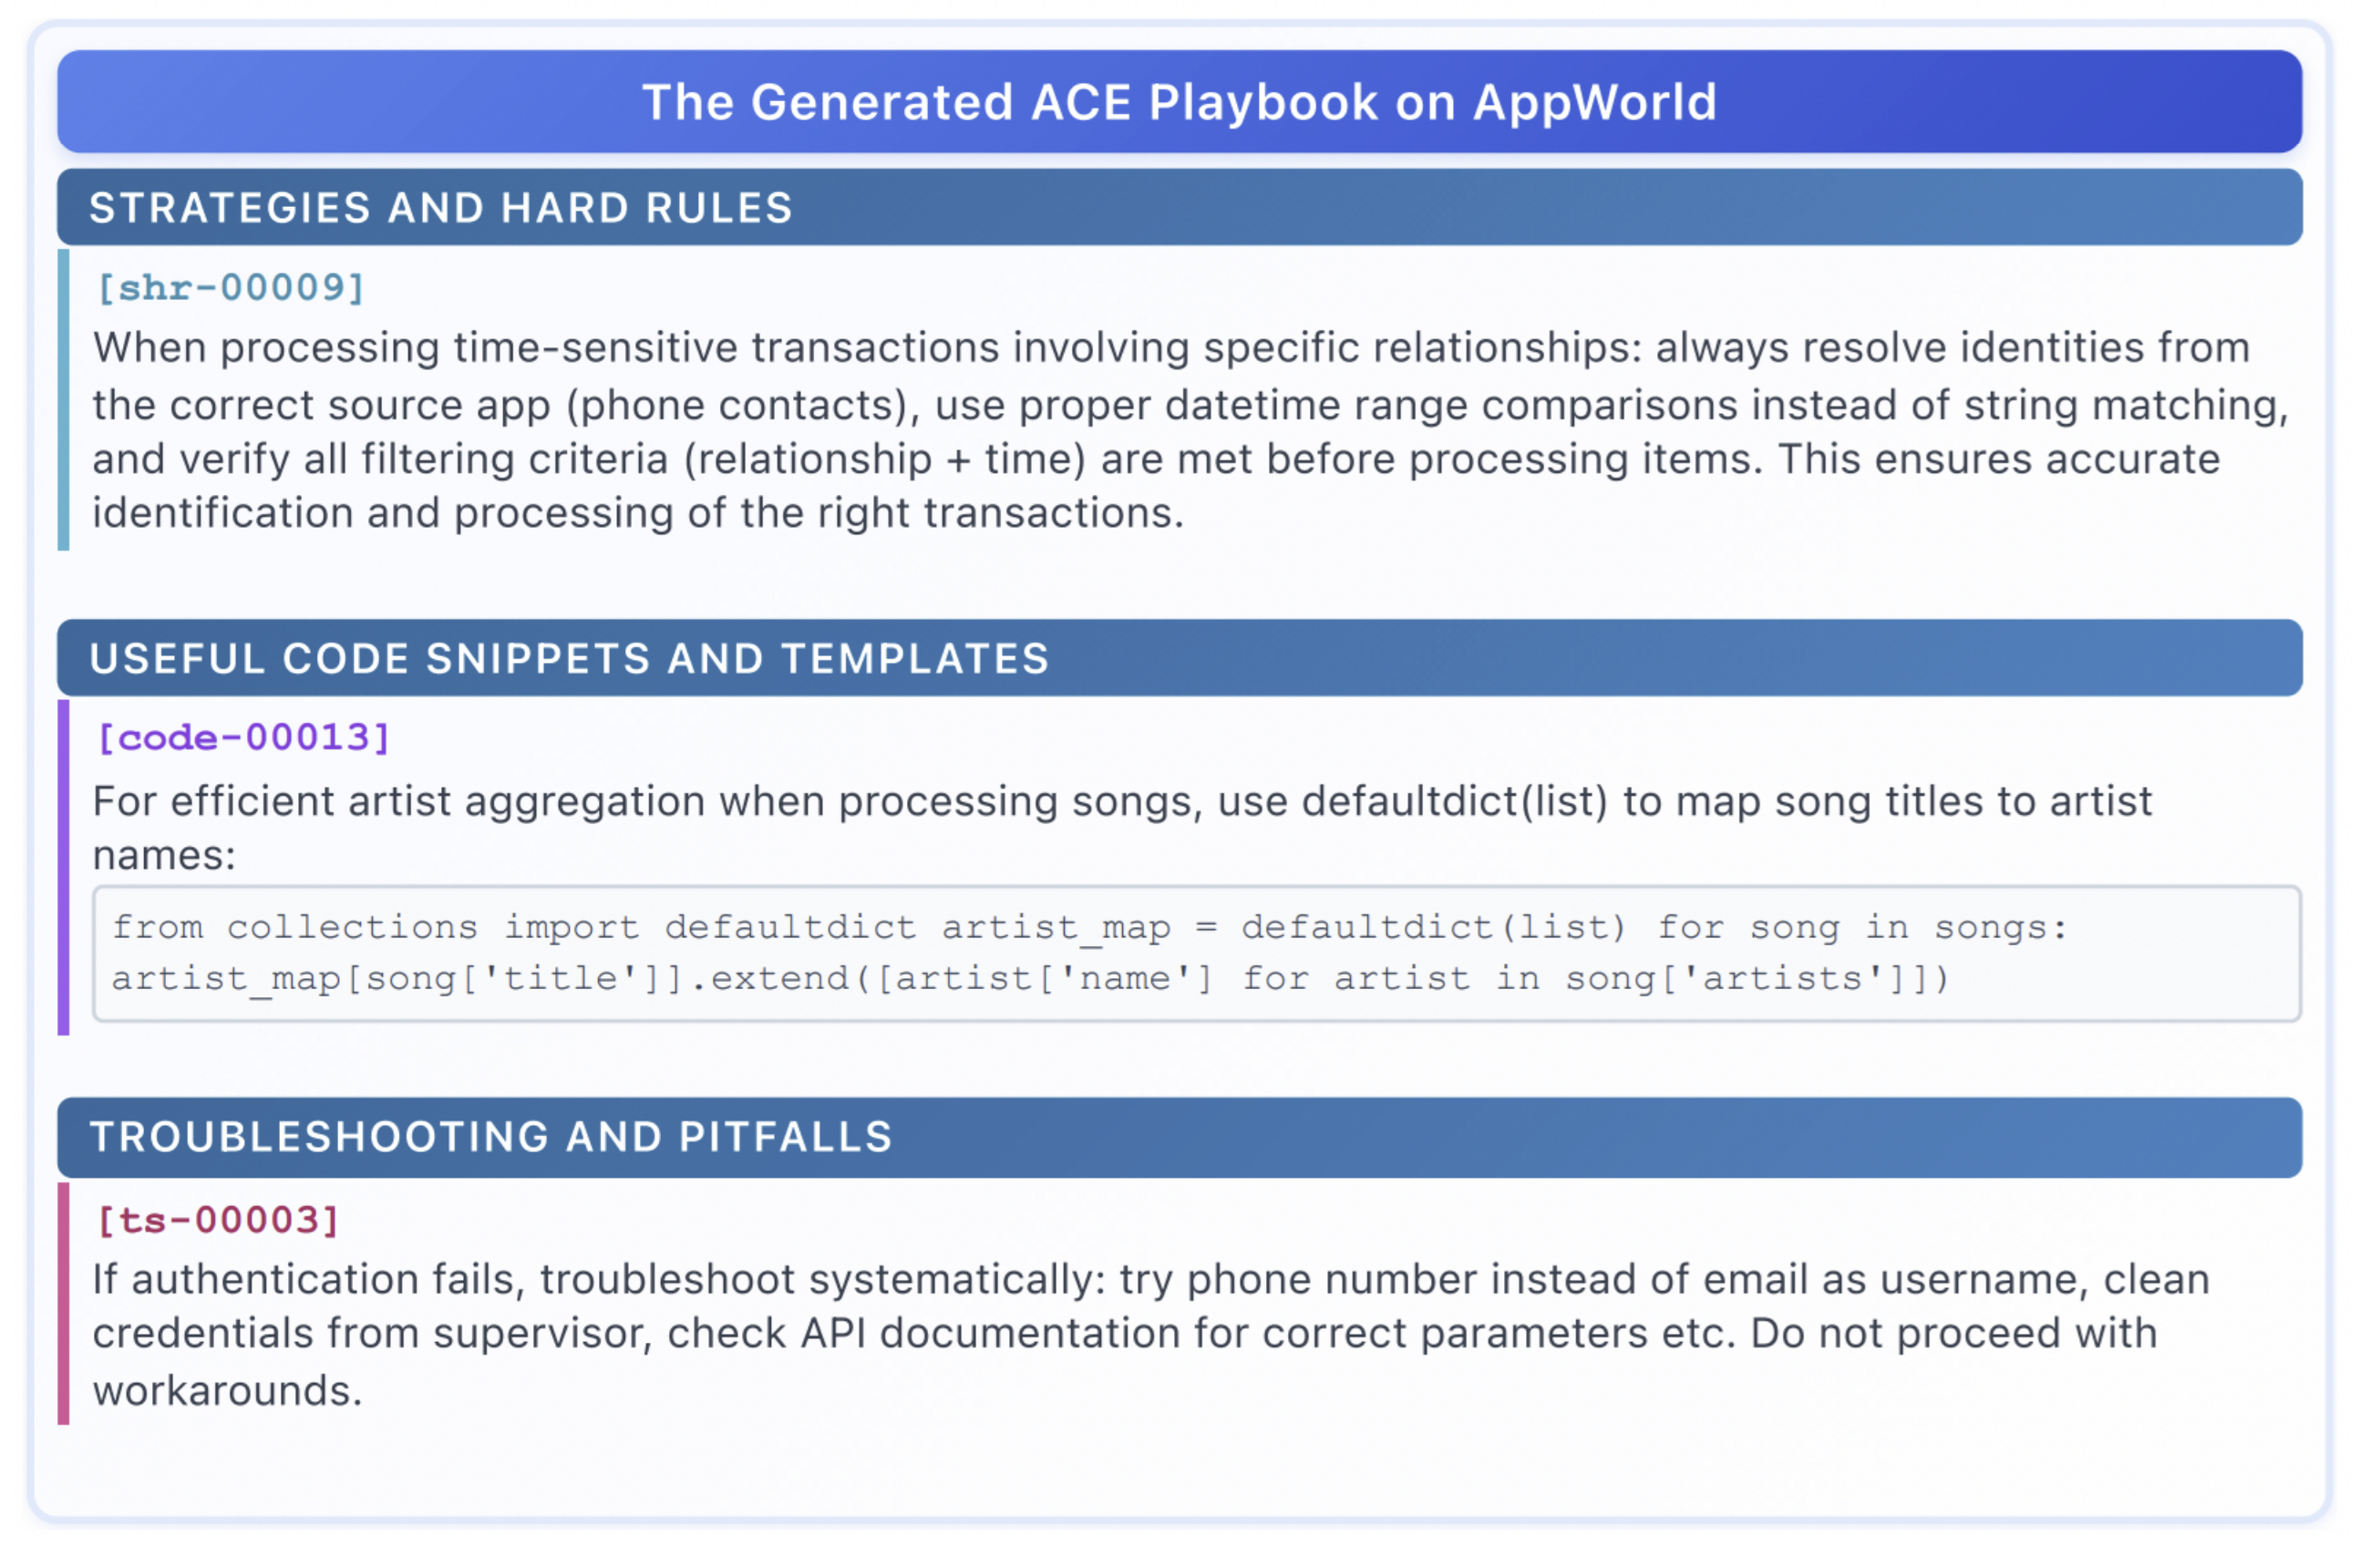 The Generated ACE Playbook on AppWorld
STRATEGIES AND HARD RULES
[shr-00009]
When processing time-sensitive transactions involving specific relationships: always resolve identities from
the correct source app (phone contacts), use proper datetime range comparisons instead of string matching,
and verify all filtering criteria (relationship + time) are met before processing items. This ensures accurate
identification and processing of the right transactions.
USEFUL CODE SNIPPETS AND TEMPLATES
[code-00013]
For efficient artist aggregation when processing songs, use defaultdict(list) to map song titles to artist
names:
from collections import defaultdict artist_map = defaultdict(list) for song in songs:
artist_map[song['title']].extend([artist['name'] for artist in song['artists']])
TROUBLESHOOTING AND PITFALLS
[ts-00003]
If authentication fails, troubleshoot systematically: try phone number instead of email as username, clean
credentials from supervisor, check API documentation for correct parameters etc. Do not proceed with
workarounds.